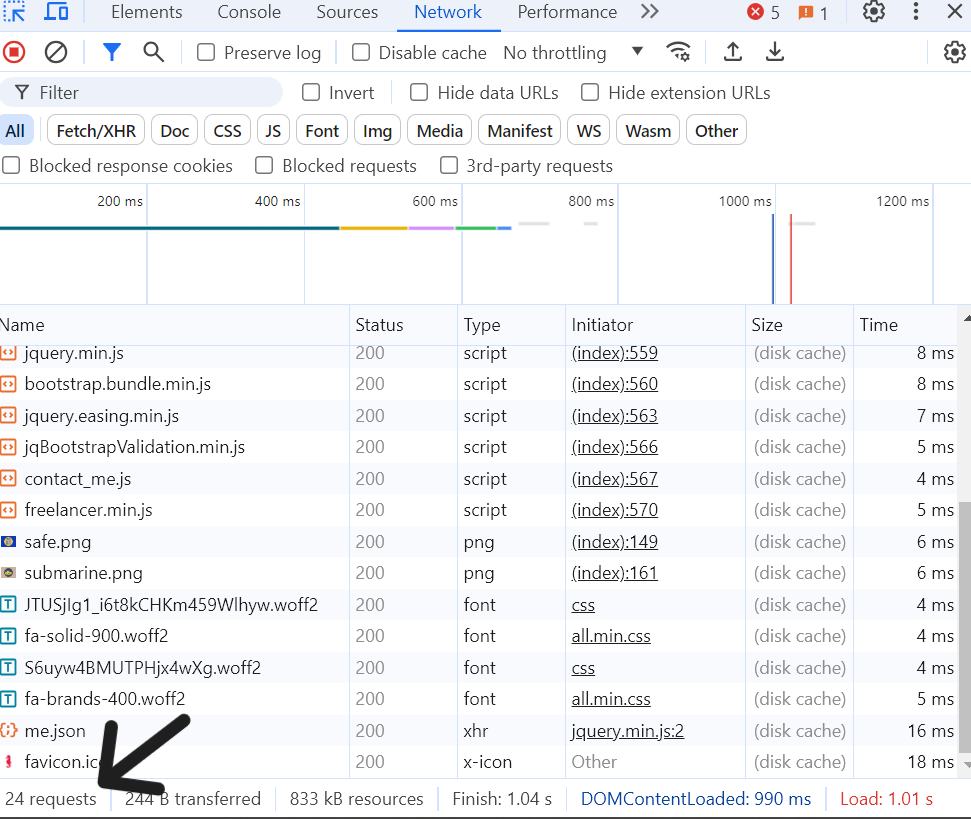 Elements Console Sources Network Performance 5 1
Preserve log Disable cache No throttling
Filter Invert Hide data URLs Hide extension URLs
All Fetch/XHR Doc CSS JS Font Img Media Manifest WS Wasm Other
Blocked response cookies Blocked requests 3rd-party requests
200 ms 400 ms 600 ms 800 ms 1000 ms 1200 ms
Name Status Type Initiator Size Time
jquery.min.js 200 script (index):559 (disk cache) 8 ms
bootstrap.bundle.min.js 200 script (index):560 (disk cache) 8 ms
jquery.easing.min.js 200 script (index):563 (disk cache) 7 ms
jqBootstrapValidation.min.js 200 script (index):566 (disk cache) 5 ms
contact_me.js 200 script (index):567 (disk cache) 4 ms
freelancer.min.js 200 script (index):570 (disk cache) 5 ms
safe.png 200 png (index):149 (disk cache) 6 ms
submarine.png 200 png (index):161 (disk cache) 6 ms
JTUSjIg1_i6t8kCHKm459Wlhyw.woff2 200 font css (disk cache) 4 ms
fa-solid-900.woff2 200 font all.min.css (disk cache) 4 ms
S6uyw4BMUTPHjx4wXg.woff2 200 font css (disk cache) 4 ms
fa-brands-400.woff2 200 font all.min.css (disk cache) 5 ms
me.json 200 xhr jquery.min.js:2 (disk cache) 16 ms
favicon.ic 200 x-icon Other (disk cache) 18 ms
24 requests 244 B transferred 833 kB resources Finish: 1.04 s DOMContentLoaded: 990 ms Load: 1.01 s